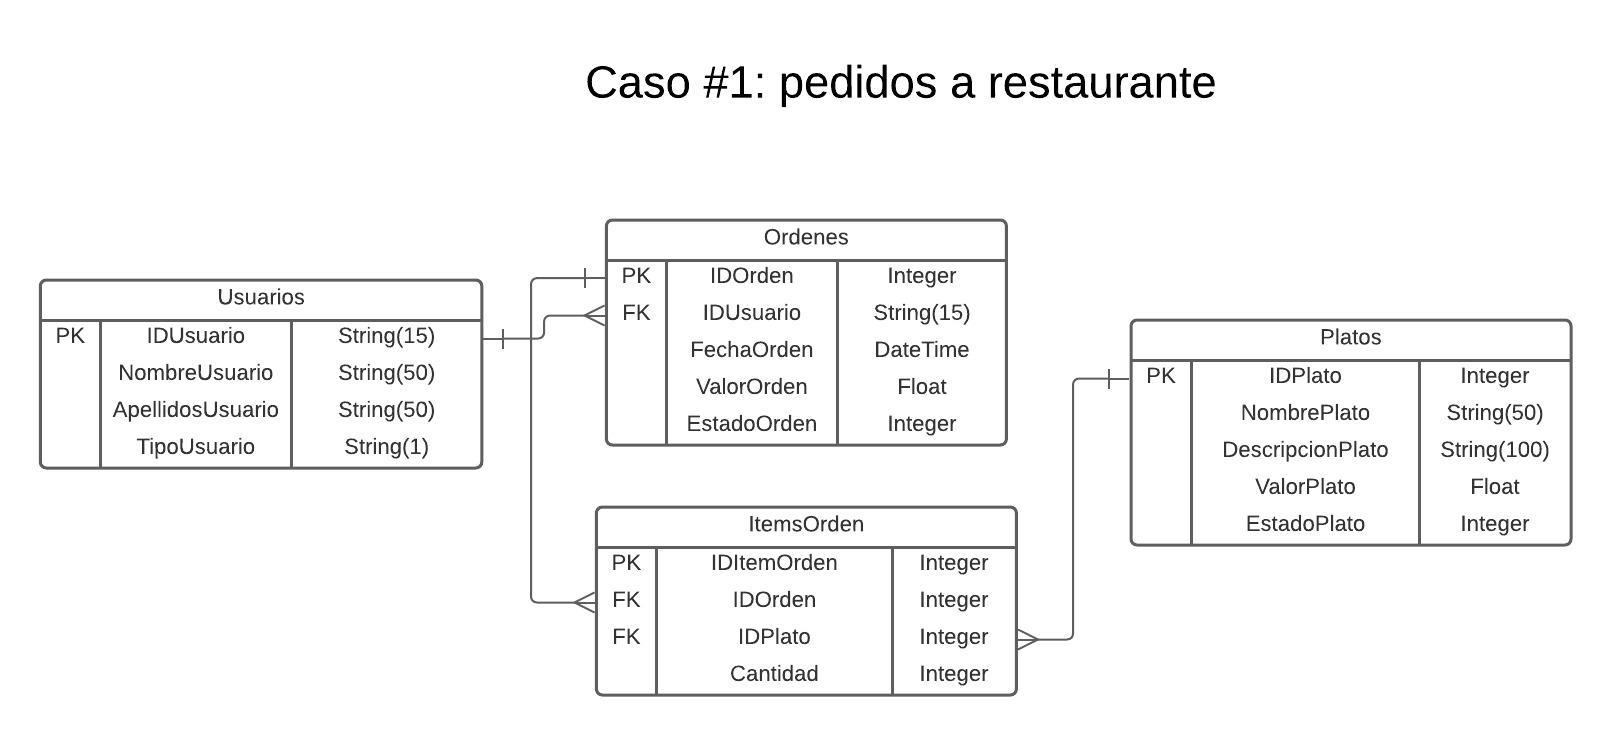 Caso #1: pedidos a restaurante
Usuarios
PK IDUsuario String(15)
NombreUsuario String(50)
ApellidosUsuario String(50)
TipoUsuario String(1)
Ordenes
PK IDOrden Integer
FK IDUsuario String(15)
FechaOrden DateTime
ValorOrden Float
EstadoOrden Integer
ItemsOrden
PK IDItemOrden Integer
FK IDOrden Integer
FK IDPlato Integer
Cantidad Integer
Platos
PK IDPlato Integer
NombrePlato String(50)
DescripcionPlato String(100)
ValorPlato Float
EstadoPlato Integer